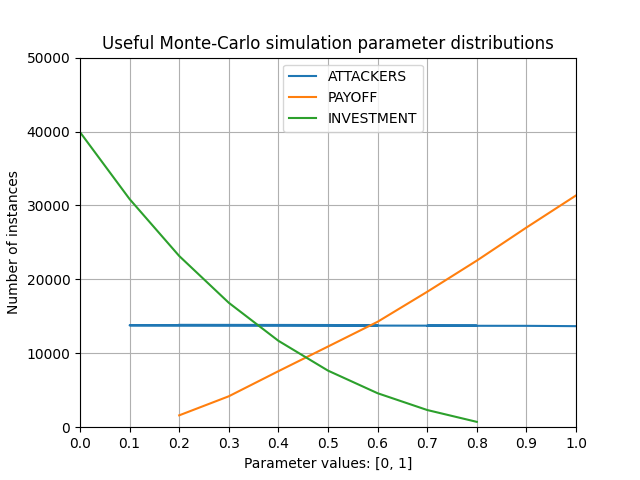 Useful Monte-Carlo simulation parameter distributions
50000
40000
30000
20000
10000
0
Number of instances
ATTACKERS
PAYOFF
INVESTMENT
0.0 0.1 0.2 0.3 0.4 0.5 0.6 0.7 0.8 0.9 1.0
Parameter values: [0, 1]